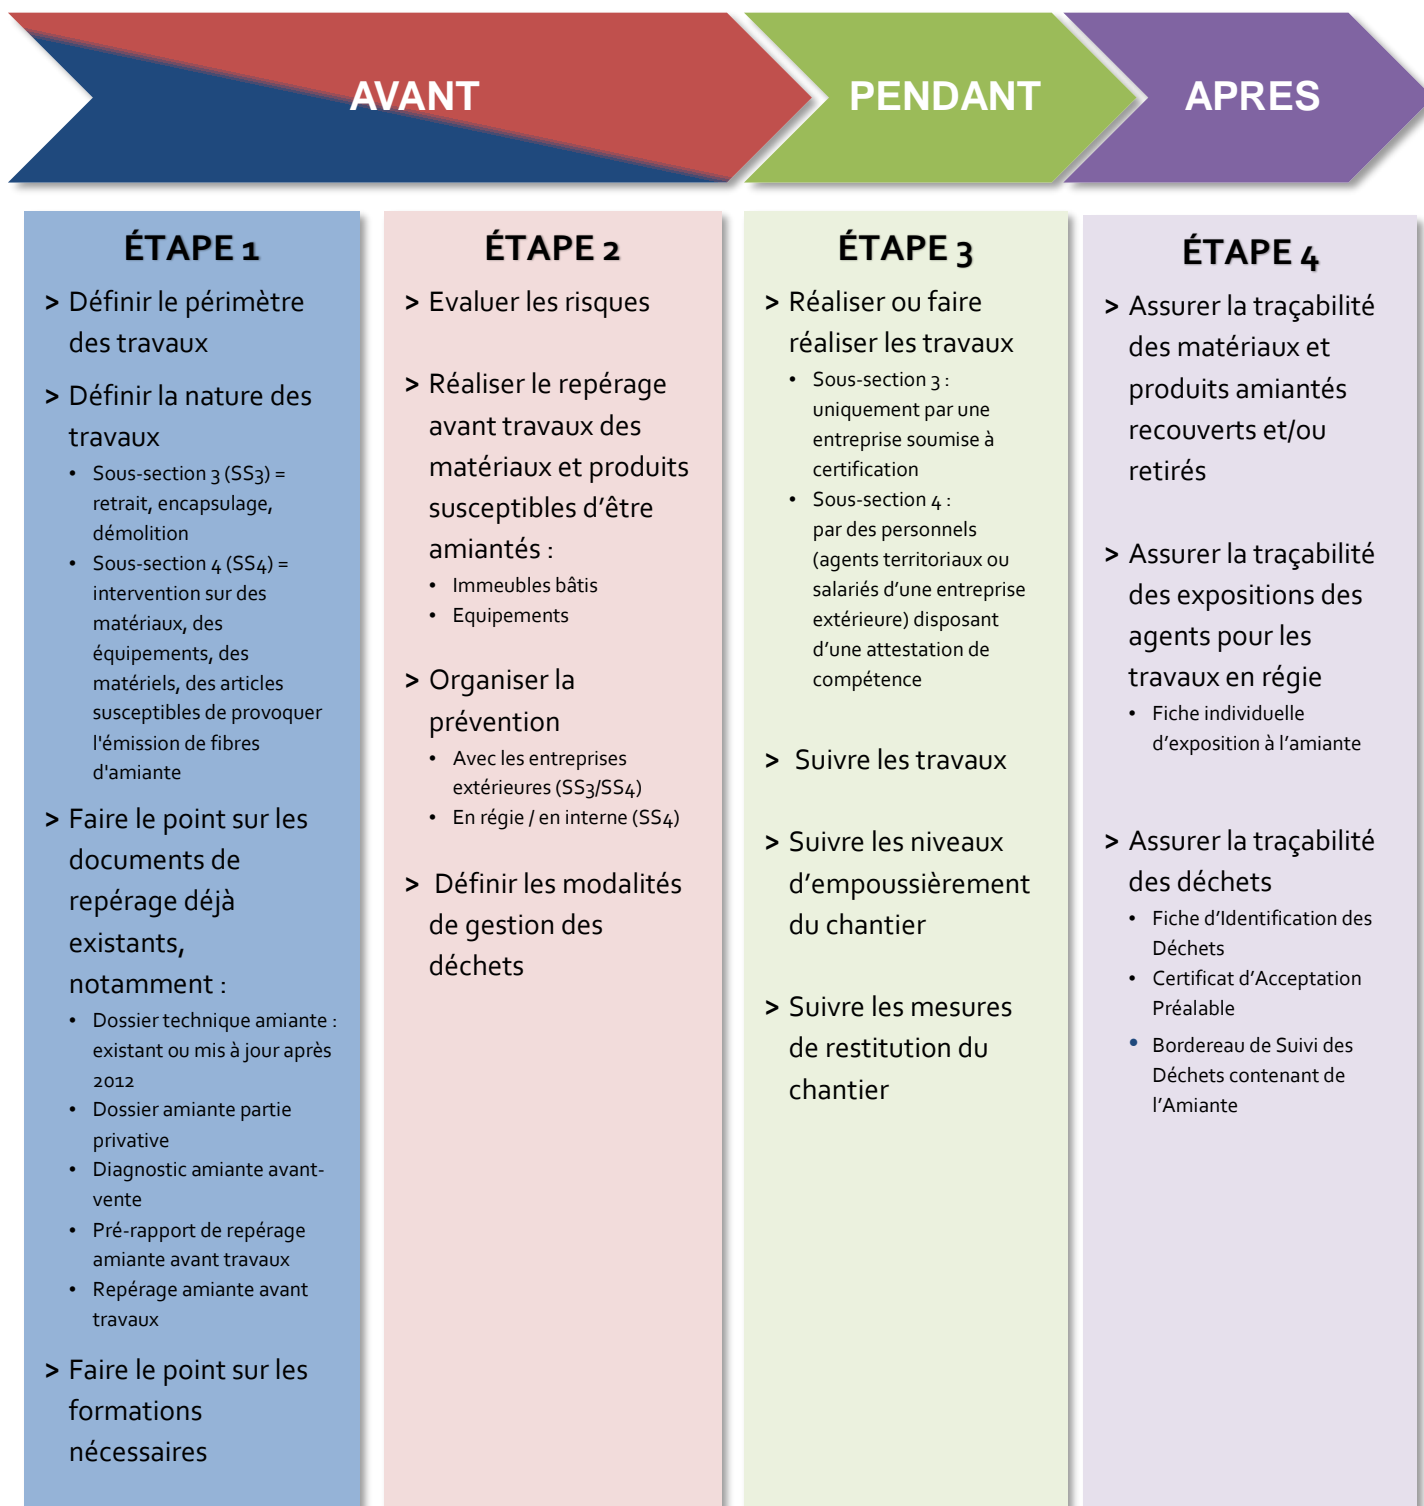 AVANT
PENDANT
APRES
ÉTAPE 1
> Définir le périmètre
des travaux
> Définir la nature des
travaux
• Sous-section 3 (SS3) =
retrait, encapsulage,
démolition
• Sous-section 4 (SS4) =
intervention sur des
matériaux, des
équipements, des
matériels, des articles
susceptibles de provoquer
l'émission de fibres
d'amiante
> Faire le point sur les
documents de
repérage déjà
existants,
notamment :
• Dossier technique amiante :
existant ou mis à jour après
2012
• Dossier amiante partie
privative
• Diagnostic amiante avant-
vente
• Pré-rapport de repérage
amiante avant travaux
• Repérage amiante avant
travaux
> Faire le point sur les
formations
nécessaires
ÉTAPE 2
> Evaluer les risques
> Réaliser le repérage
avant travaux des
matériaux et produits
susceptibles d’être
amiantés :
• Immeubles bâtis
• Equipements
> Organiser la
prévention
• Avec les entreprises
extérieures (SS3/SS4)
• En régie / en interne (SS4)
> Définir les modalités
de gestion des
déchets
ÉTAPE 3
> Réaliser ou faire
réaliser les travaux
• Sous-section 3 :
uniquement par une
entreprise soumise à
certification
• Sous-section 4 :
par des personnels
(agents territoriaux ou
salariés d’une entreprise
extérieure) disposant
d’une attestation de
compétence
> Suivre les travaux
> Suivre les niveaux
d’empoussièrement
du chantier
> Suivre les mesures
de restitution du
chantier
ÉTAPE 4
> Assurer la traçabilité
des matériaux et
produits amiantés
recouverts et/ou
retirés
> Assurer la traçabilité
des expositions des
agents pour les
travaux en régie
• Fiche individuelle
d’exposition à l’amiante
> Assurer la traçabilité
des déchets
• Fiche d’Identification des
Déchets
• Certificat d’Acceptation
Préalable
• Bordereau de Suivi des
Déchets contenant de
l’Amiante